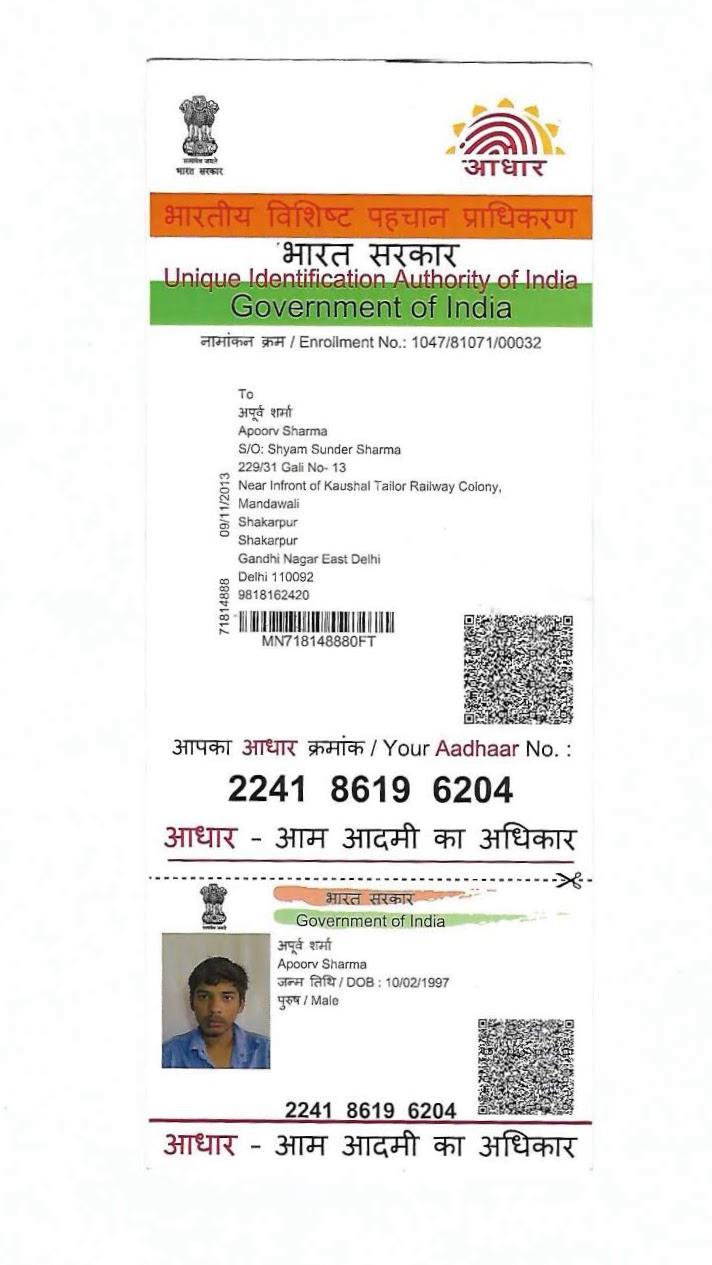 सत्यमेव जयते
भारत सरकार
आधार
भारतीय विशिष्ट पहचान प्राधिकरण
भारत सरकार
Unique Identification Authority of India
Government of India
नामांकन क्रम / Enrollment No.: 1047/81071/00032
To
अपूर्व शर्मा
Apoorv Sharma
S/O: Shyam Sunder Sharma
229/31 Gali No- 13
Near Infront of Kaushal Tailor Railway Colony,
Mandawali
Shakarpur
Shakarpur
Gandhi Nagar East Delhi
Delhi 110092
9818162420
71814888 09/11/2013
MN718148880FT
आपका आधार क्रमांक / Your Aadhaar No. :
2241 8619 6204
आधार - आम आदमी का अधिकार
सत्यमेव जयते
भारत सरकार
Government of India
अपूर्व शर्मा
Apoorv Sharma
जन्म तिथि / DOB : 10/02/1997
पुरुष / Male
2241 8619 6204
आधार - आम आदमी का अधिकार